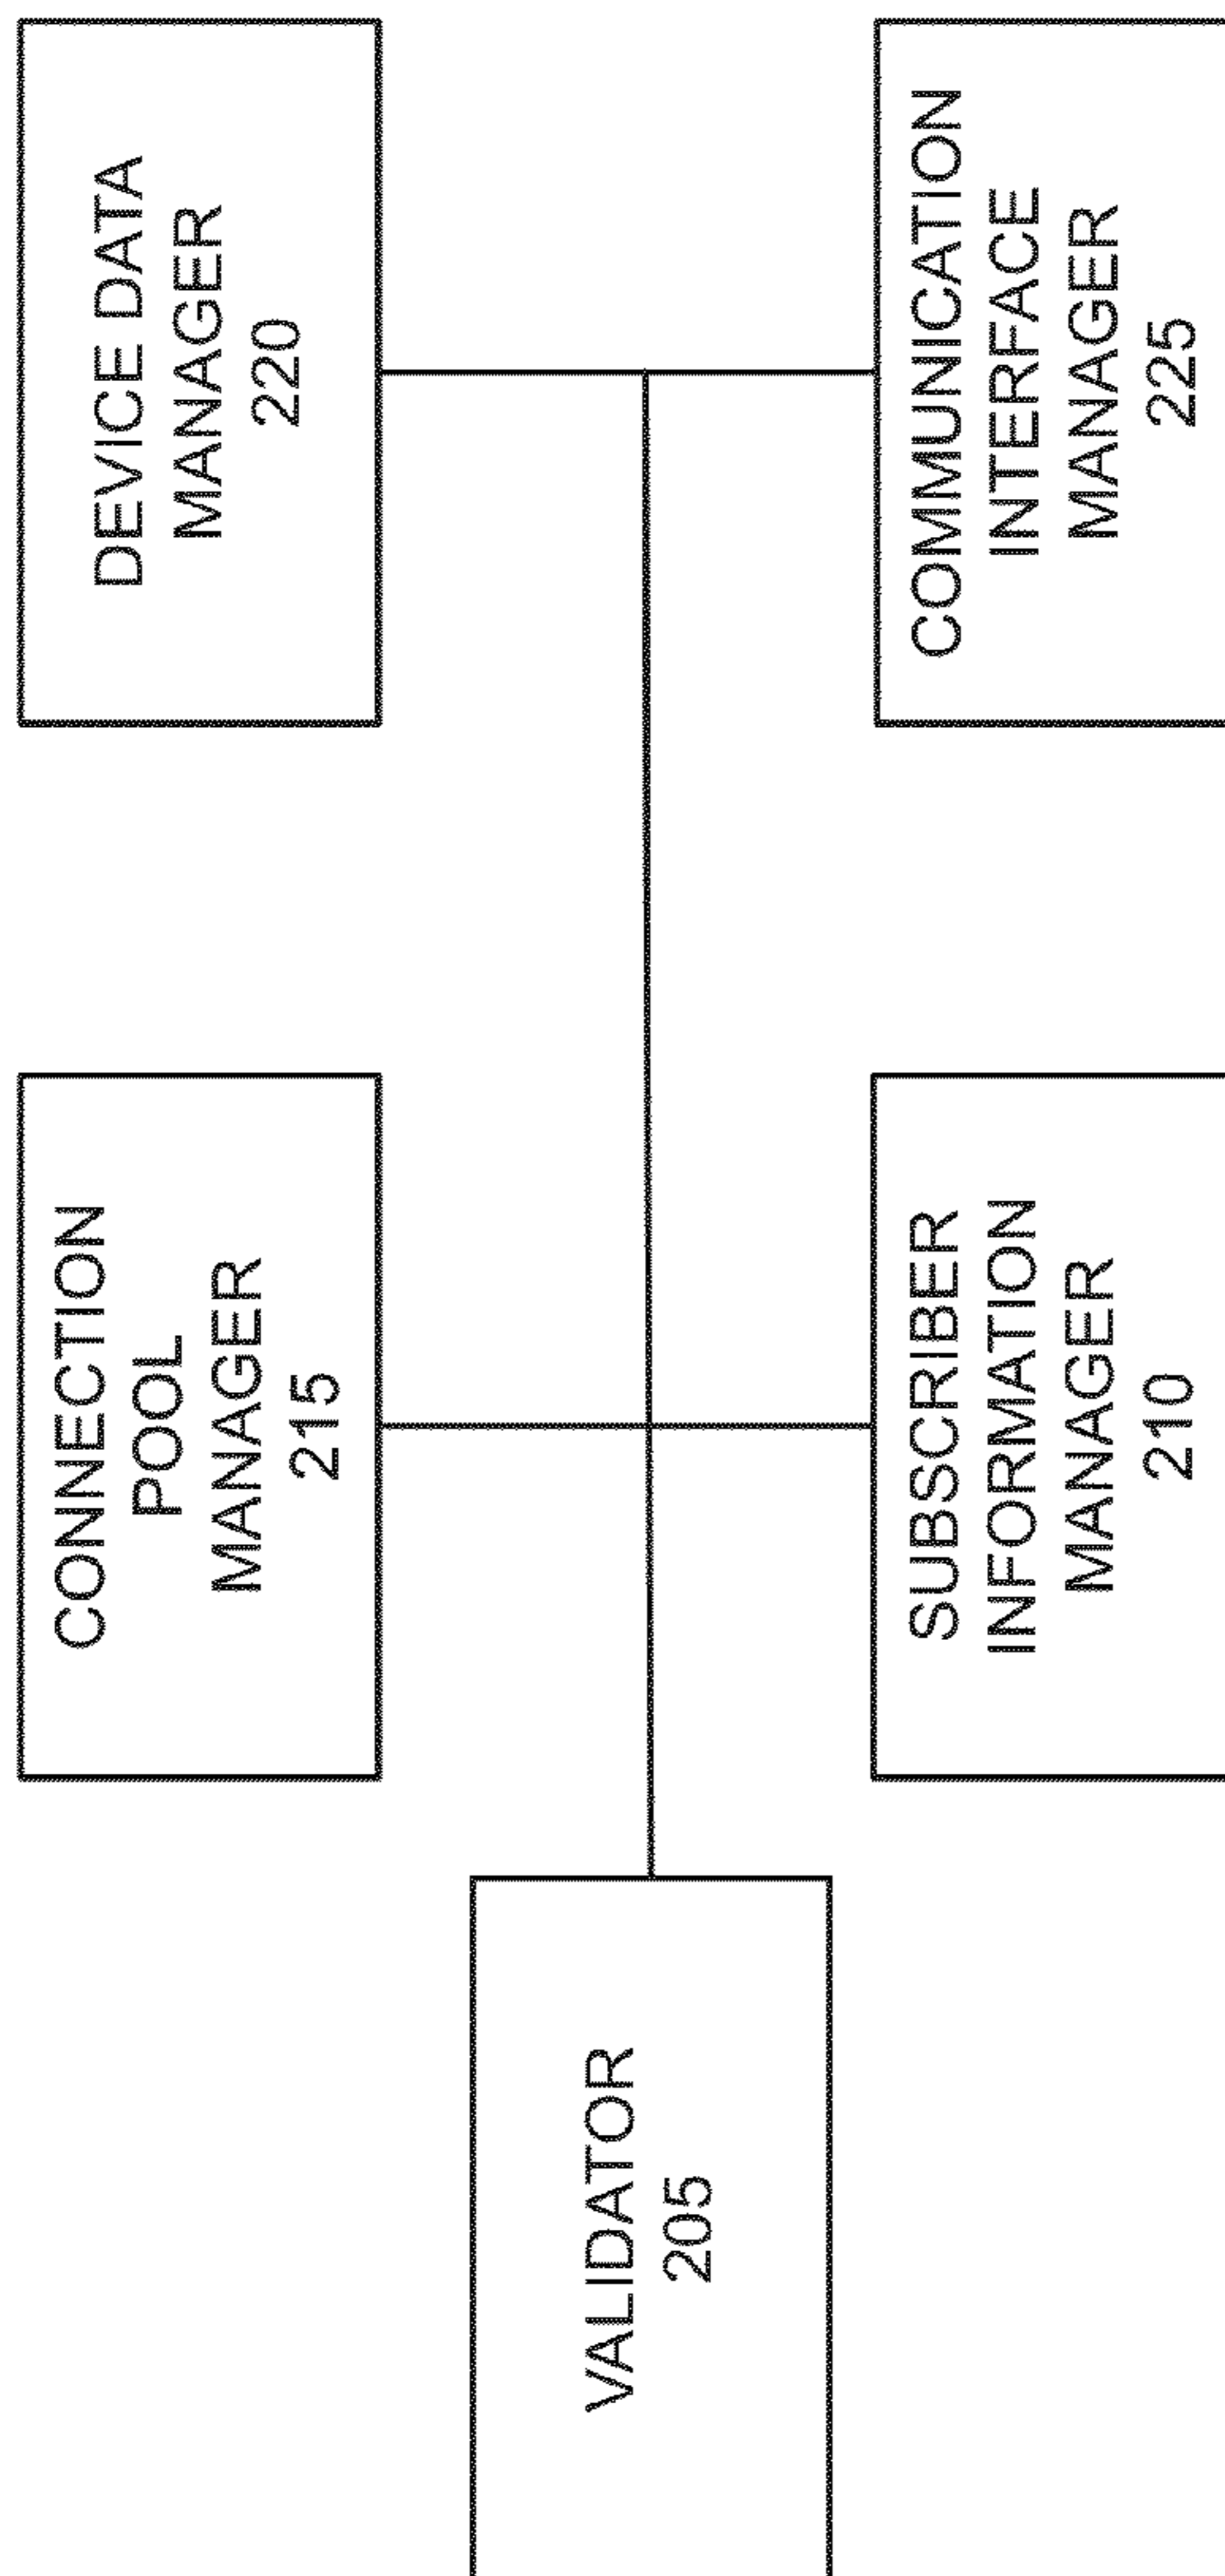 CONNECTION
POOL
MANAGER
215
DEVICE DATA
MANAGER
220
VALIDATOR
205
SUBSCRIBER
INFORMATION
MANAGER
210
COMMUNICATION
INTERFACE
MANAGER
225